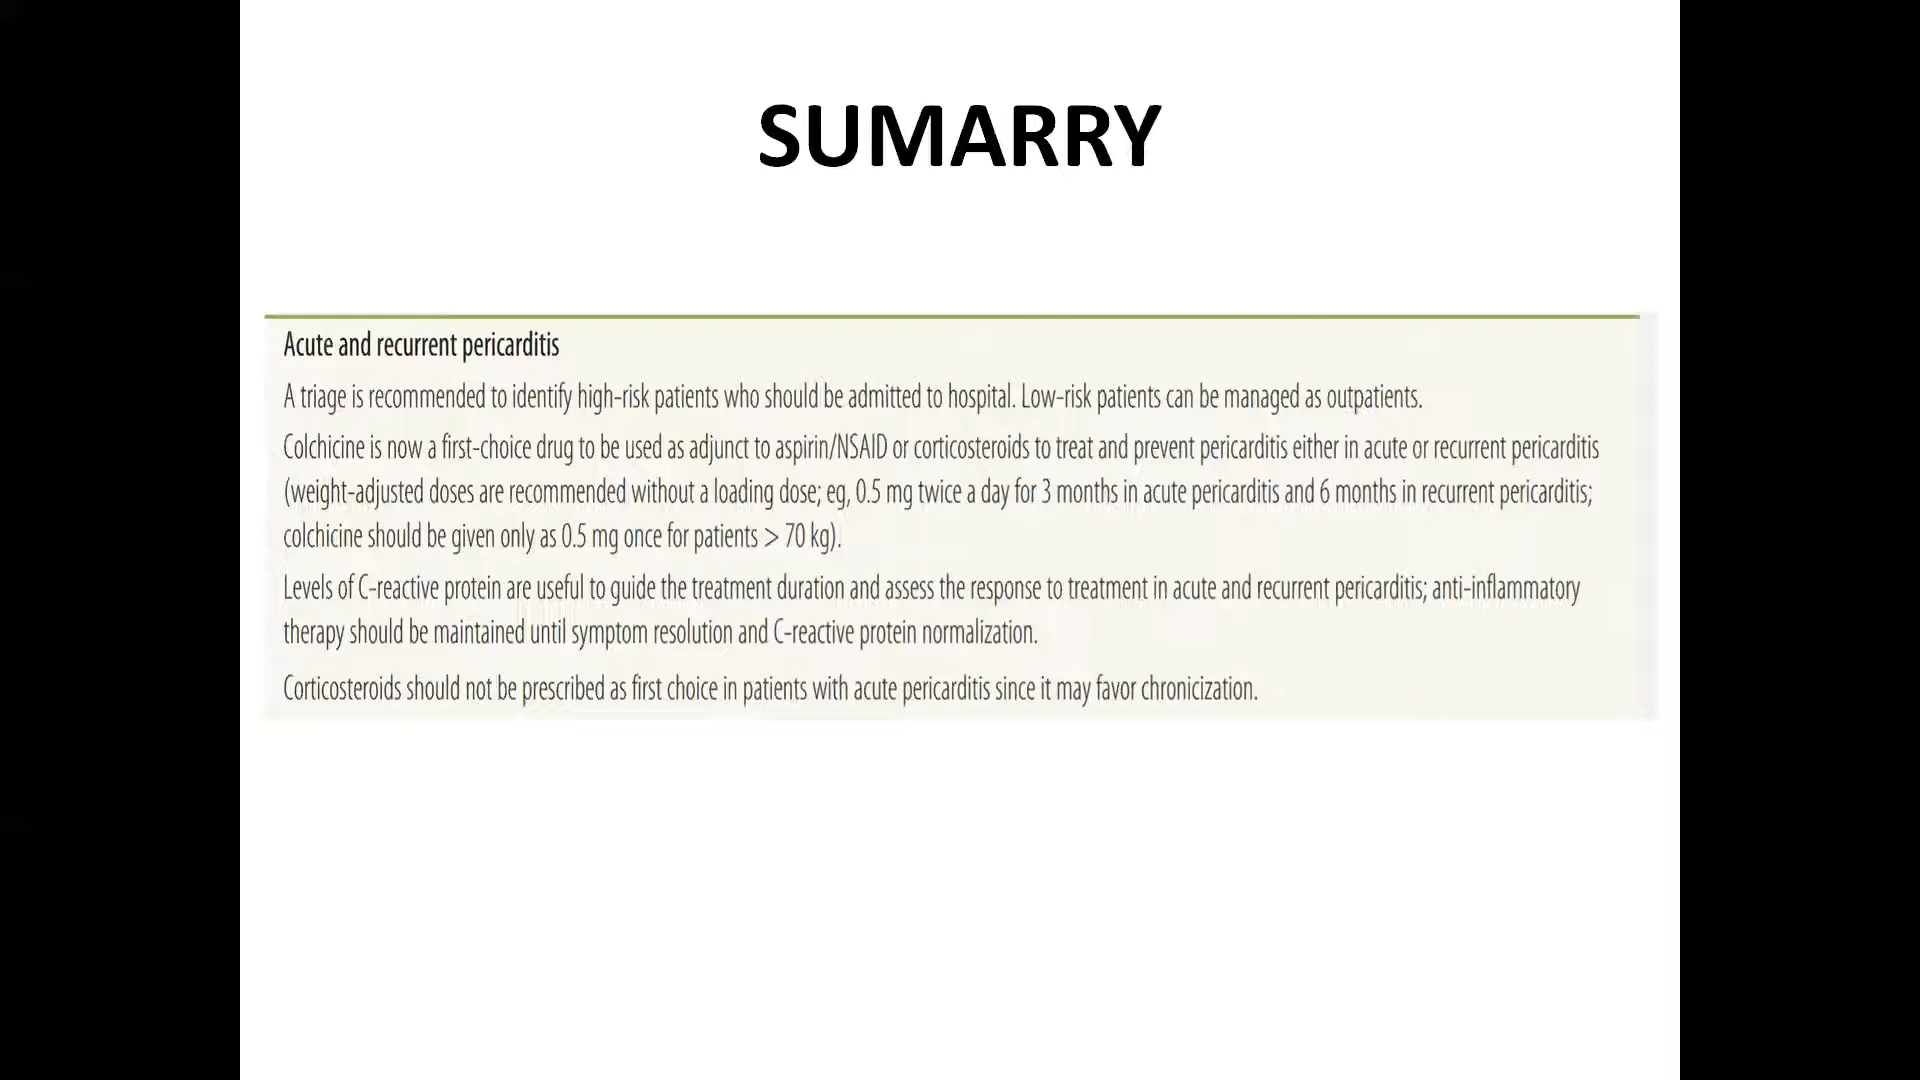 SUMARRY
Acute and recurrent pericarditis
A triage is recommended to identify high-risk patients who should be admitted to hospital. Low-risk patients can be managed as outpatients.
Colchicine is now a first-choice drug to be used as adjunct to aspirin/NSAID or corticosteroids to treat and prevent pericarditis either in acute or recurrent pericarditis
(weight-adjusted doses are recommended without a loading dose; eg, 0.5 mg twice a day for 3 months in acute pericarditis and 6 months in recurrent pericarditis;
colchicine should be given only as 0.5 mg once for patients > 70 kg).
Levels of C-reactive protein are useful to guide the treatment duration and assess the response to treatment in acute and recurrent pericarditis; anti-inflammatory
therapy should be maintained until symptom resolution and C-reactive protein normalization.
Corticosteroids should not be prescribed as first choice in patients with acute pericarditis since it may favor chronicization.